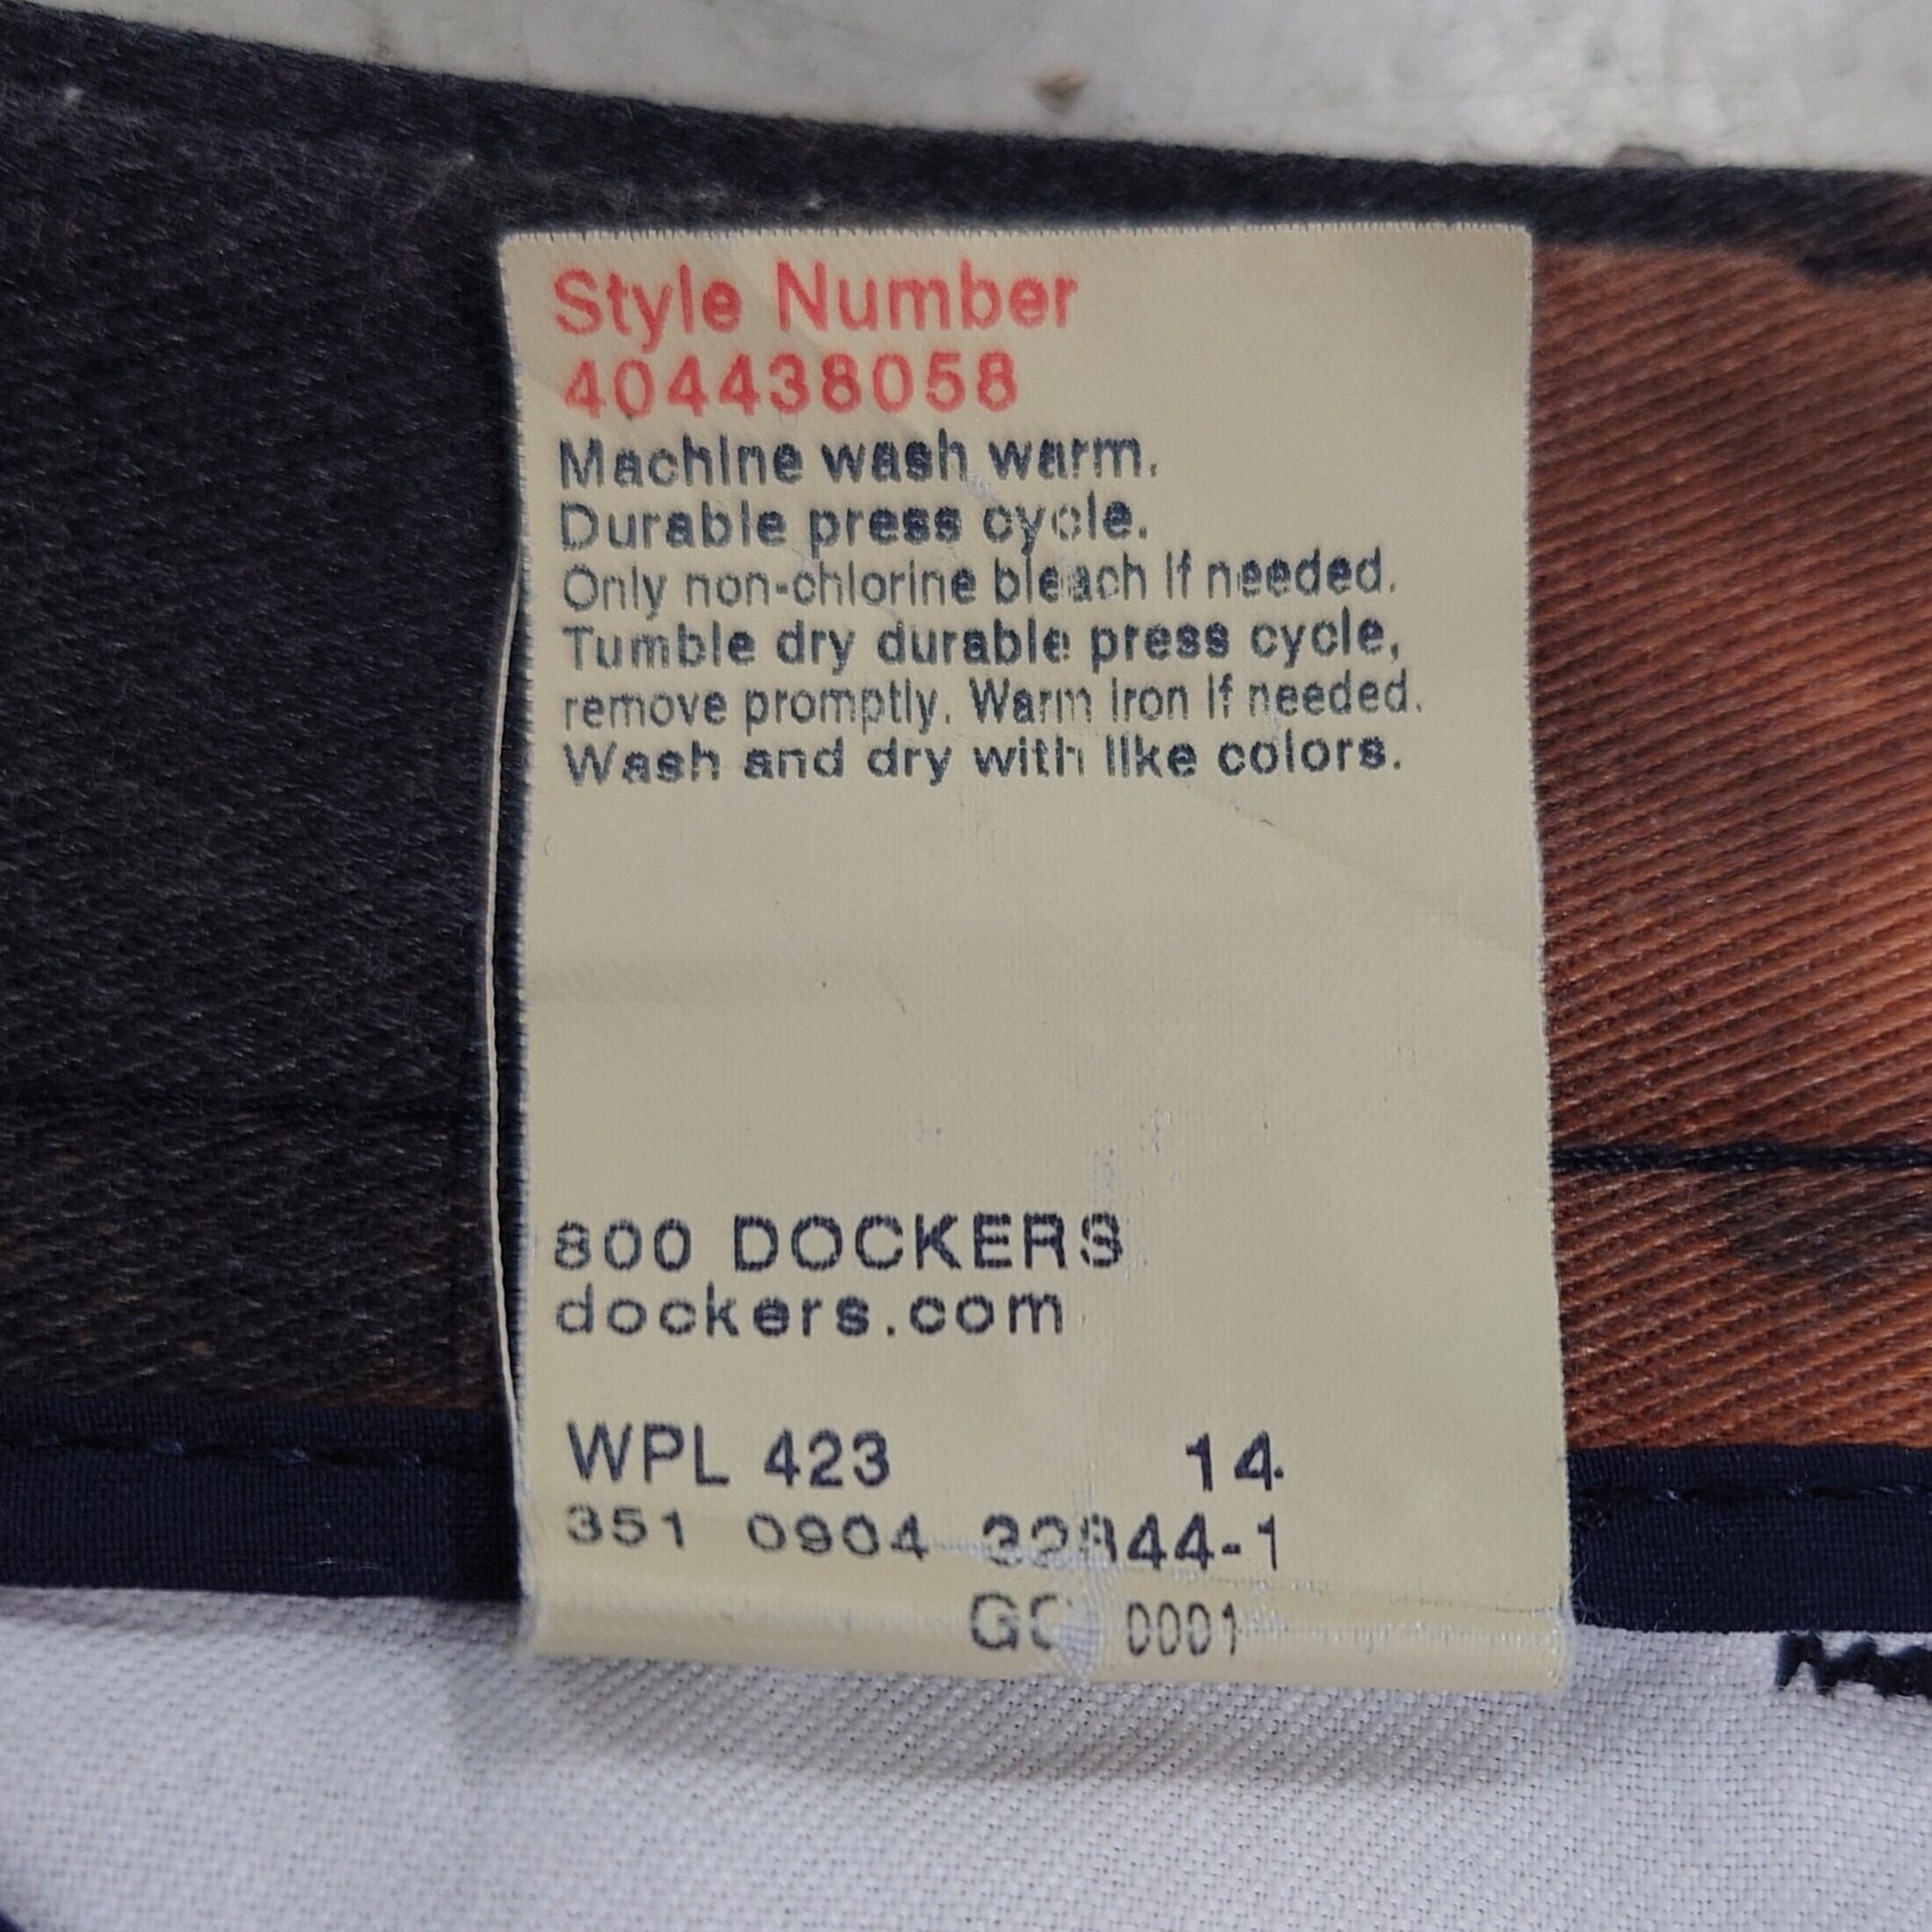 Style Number
404438058
Machine wash warm.
Durable press cycle.
Only non-chlorine bleach if needed.
Tumble dry durable press cycle,
remove promptly. Warm iron if needed.
Wash and dry with like colors.
800 DOCKERS
dockers.com
WPL 423 14
351 0904
0001